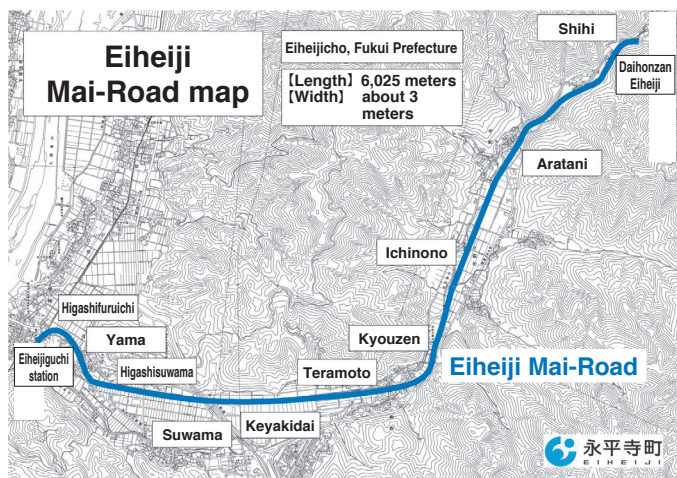 Eiheiji
Mai-Road map
Eiheijicho, Fukui Prefecture
【Length】 6,025 meters
【Width】 about 3
meters
Shihi
Daihonzan
Eiheiji
Aratani
Ichinono
Higashifuruichi
Yama
Kyouzen
Eiheijiguchi
station
Higashisuwama
Teramoto
Eiheiji Mai-Road
Keyakidai
Suwama
永平寺町
EIHEIJI